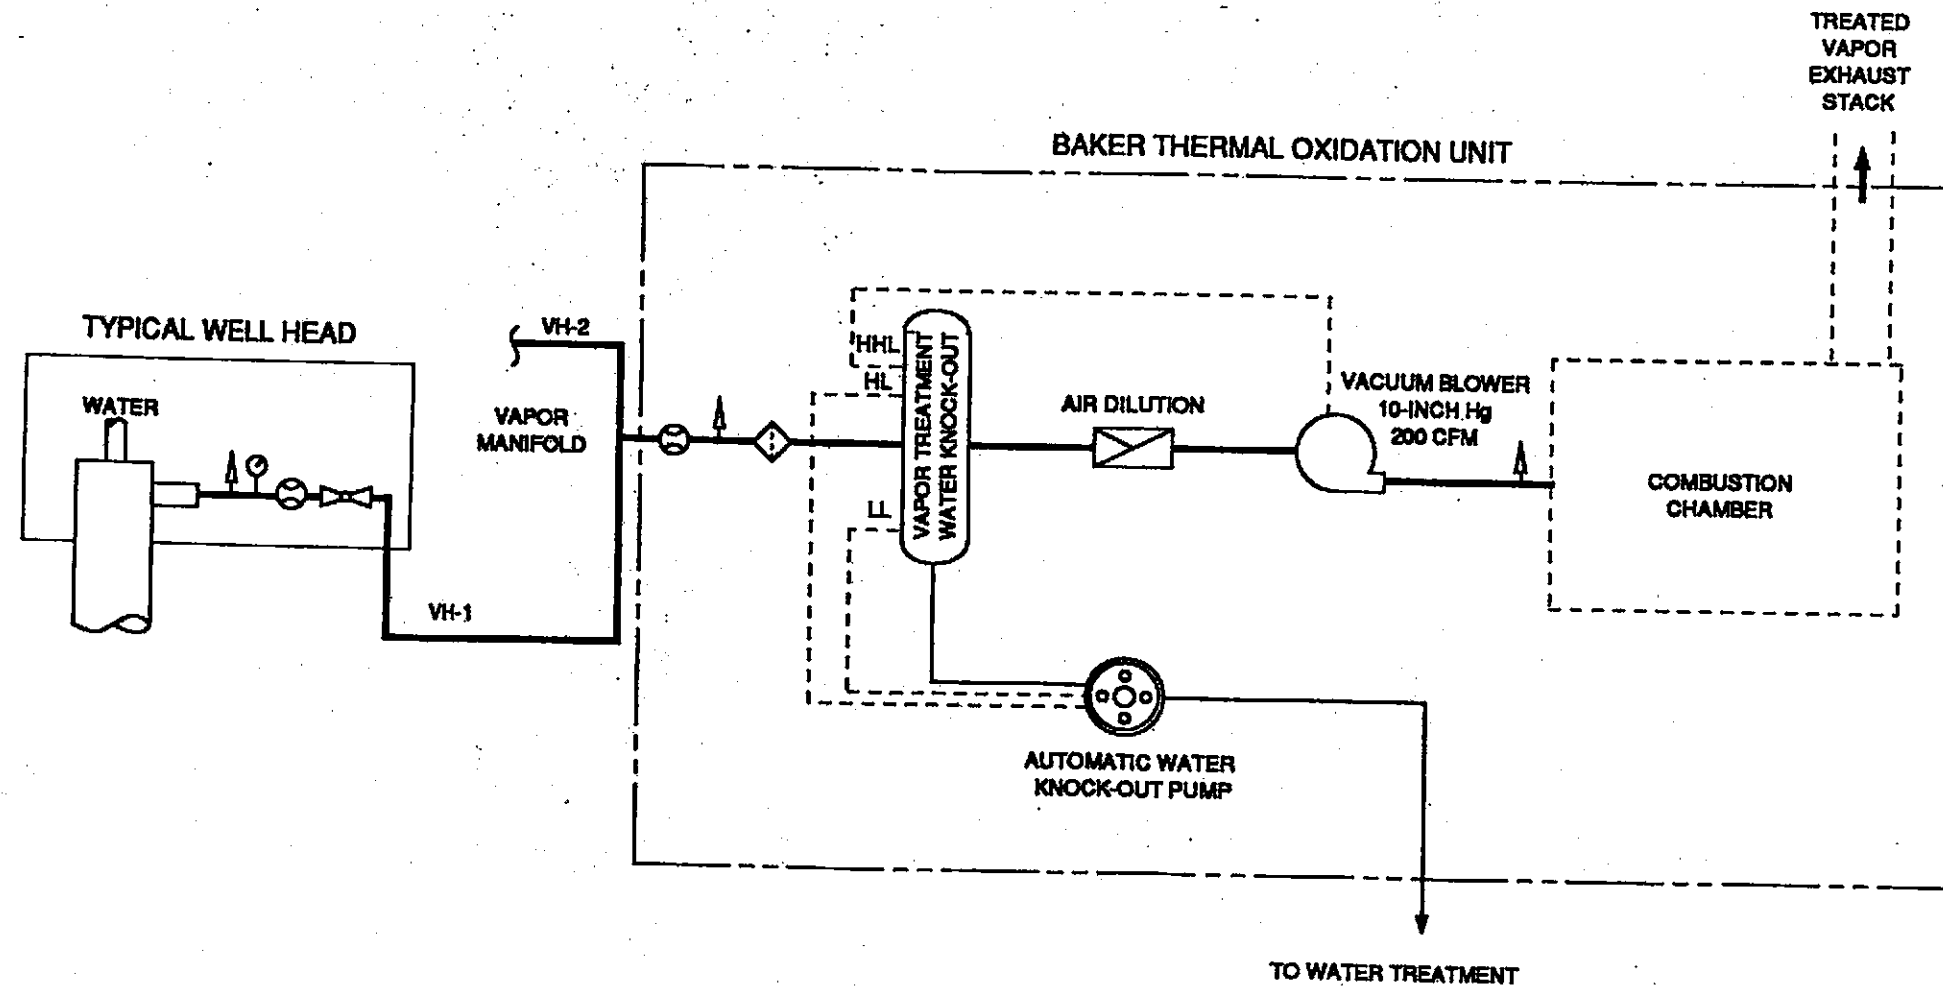 TREATED
VAPOR
EXHAUST
STACK
BAKER THERMAL OXIDATION UNIT
TYPICAL WELL HEAD
WATER
VH-2
VAPOR
MANIFOLD
VH-1
HHL
HL
LL
VAPOR TREATMENT
WATER KNOCK-OUT
AIR DILUTION
VACUUM BLOWER
10-INCH Hg
200 CFM
COMBUSTION
CHAMBER
AUTOMATIC WATER
KNOCK-OUT PUMP
TO WATER TREATMENT